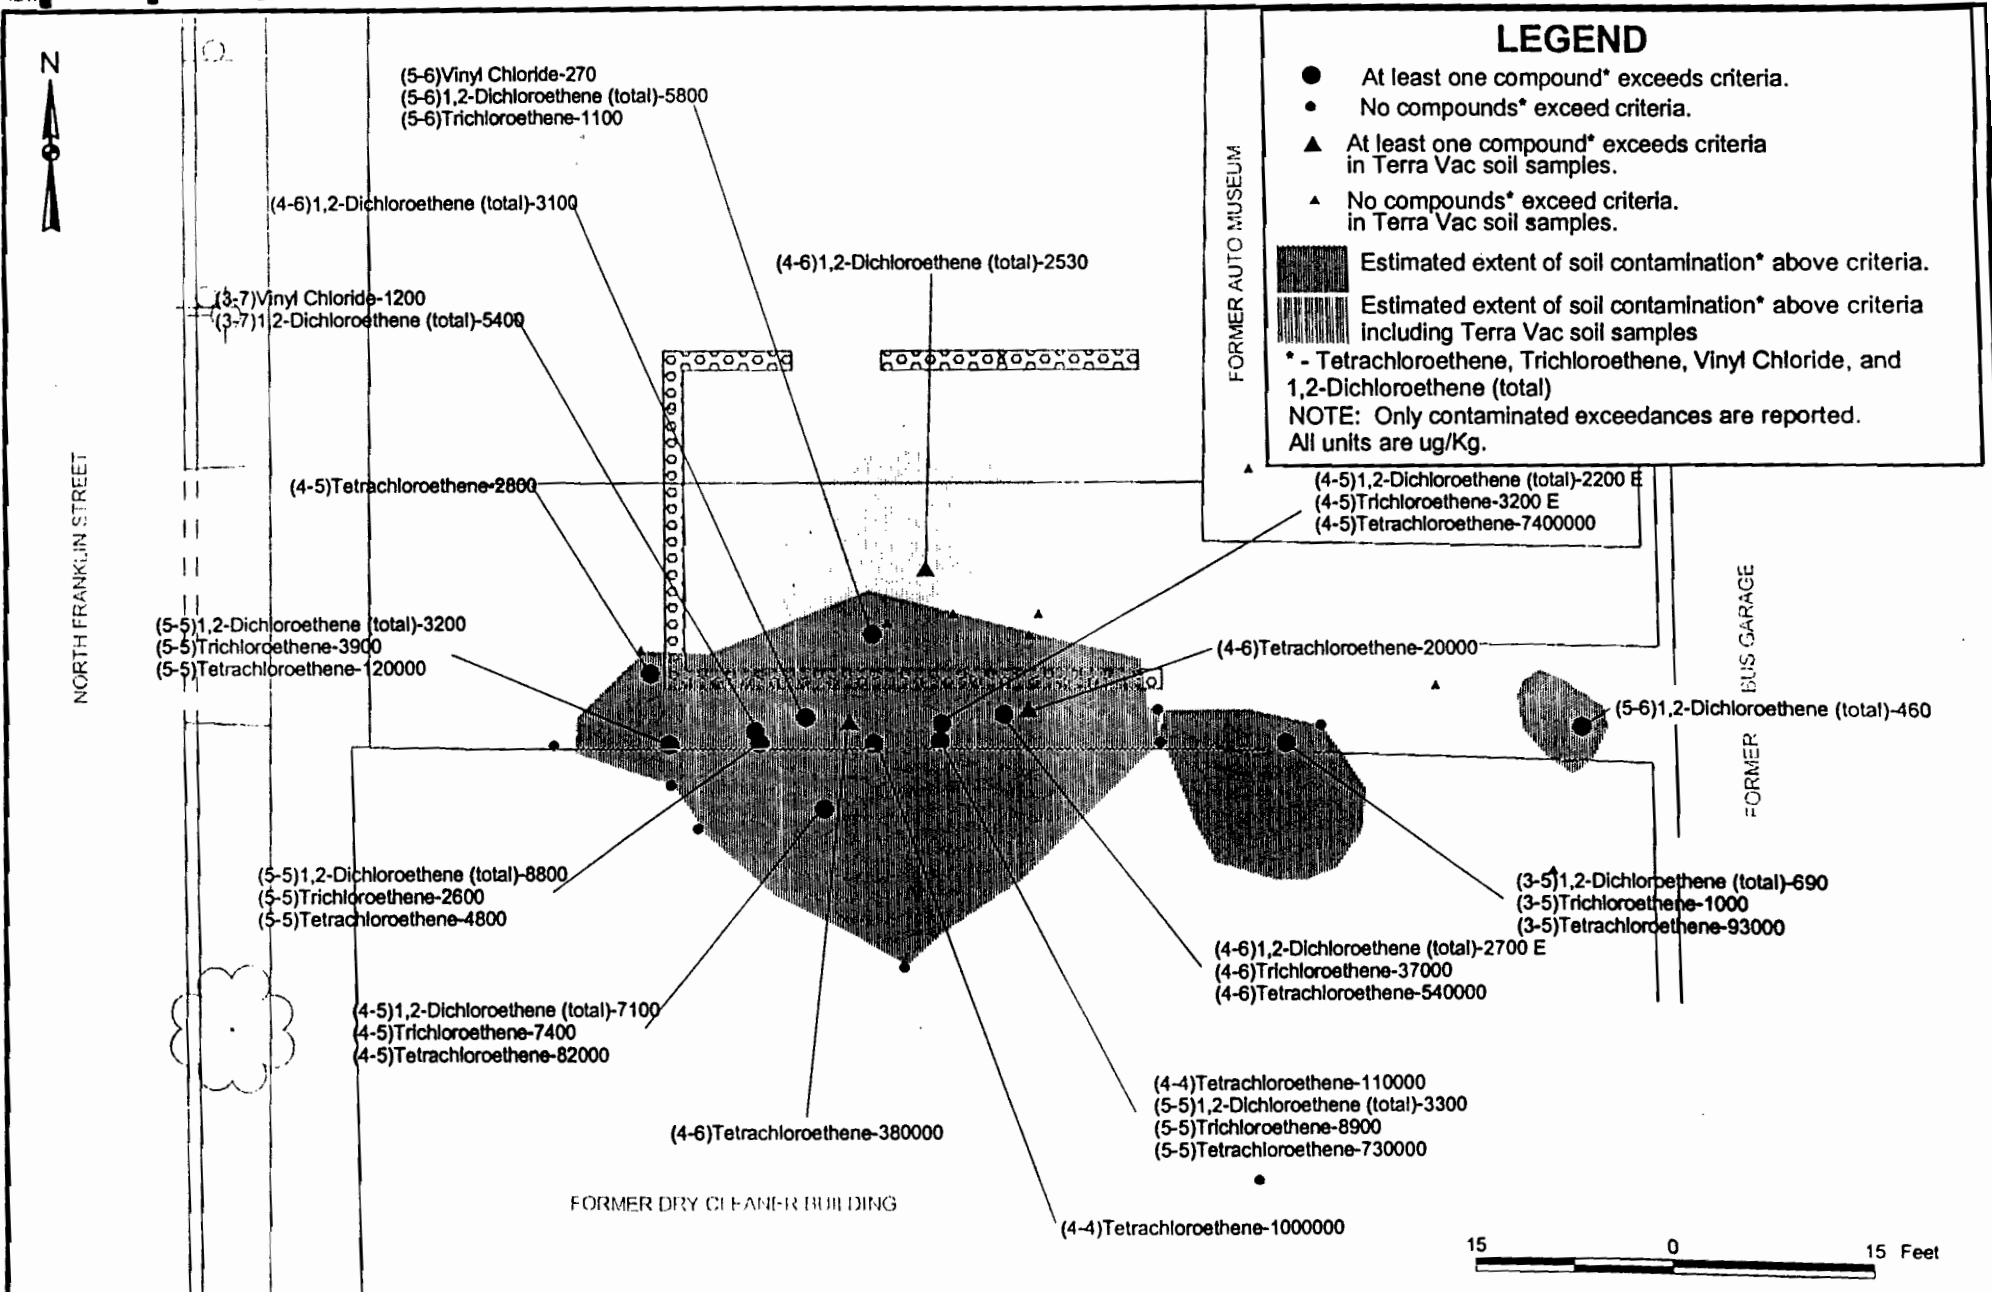 N
(5-6)Vinyl Chloride-270
(5-6)1,2-Dichloroethene (total)-5800
(5-6)Trichloroethene-1100
(4-6)1,2-Dichloroethene (total)-3100
(4-6)1,2-Dichloroethene (total)-2530
(3-7)Vinyl Chloride-1200
(3-7)1,2-Dichloroethene (total)-5400
(4-5)Tetrachloroethene-2800
NORTH FRANKLIN STREET
(5-5)1,2-Dichloroethene (total)-3200
(5-5)Trichloroethene-3900
(5-5)Tetrachloroethene-120000
FORMER AUTO MUSEUM
LEGEND
At least one compound* exceeds criteria.
No compounds* exceed criteria.
At least one compound* exceeds criteria
in Terra Vac soil samples.
No compounds* exceed criteria.
in Terra Vac soil samples.
Estimated extent of soil contamination* above criteria.
Estimated extent of soil contamination* above criteria
including Terra Vac soil samples
* - Tetrachloroethene, Trichloroethene, Vinyl Chloride, and
1,2-Dichloroethene (total)
NOTE: Only contaminated exceedances are reported.
All units are ug/Kg.
(4-5)1,2-Dichloroethene (total)-2200 E
(4-5)Trichloroethene-3200 E
(4-5)Tetrachloroethene-7400000
(4-6)Tetrachloroethene-20000
FORMER BUS GARAGE
(5-6)1,2-Dichloroethene (total)-460
(5-5)1,2-Dichloroethene (total)-8800
(5-5)Trichloroethene-2600
(5-5)Tetrachloroethene-4800
(3-5)1,2-Dichloroethene (total)-690
(3-5)Trichloroethene-1000
(3-5)Tetrachloroethene-93000
(4-6)1,2-Dichloroethene (total)-2700 E
(4-6)Trichloroethene-37000
(4-6)Tetrachloroethene-540000
(4-5)1,2-Dichloroethene (total)-7100
(4-5)Trichloroethene-7400
(4-5)Tetrachloroethene-82000
(4-6)Tetrachloroethene-380000
(4-4)Tetrachloroethene-110000
(5-5)1,2-Dichloroethene (total)-3300
(5-5)Trichloroethene-8900
(5-5)Tetrachloroethene-730000
FORMER DRY CLEANER BUILDING
(4-4)Tetrachloroethene-1000000
15 0 15 Feet